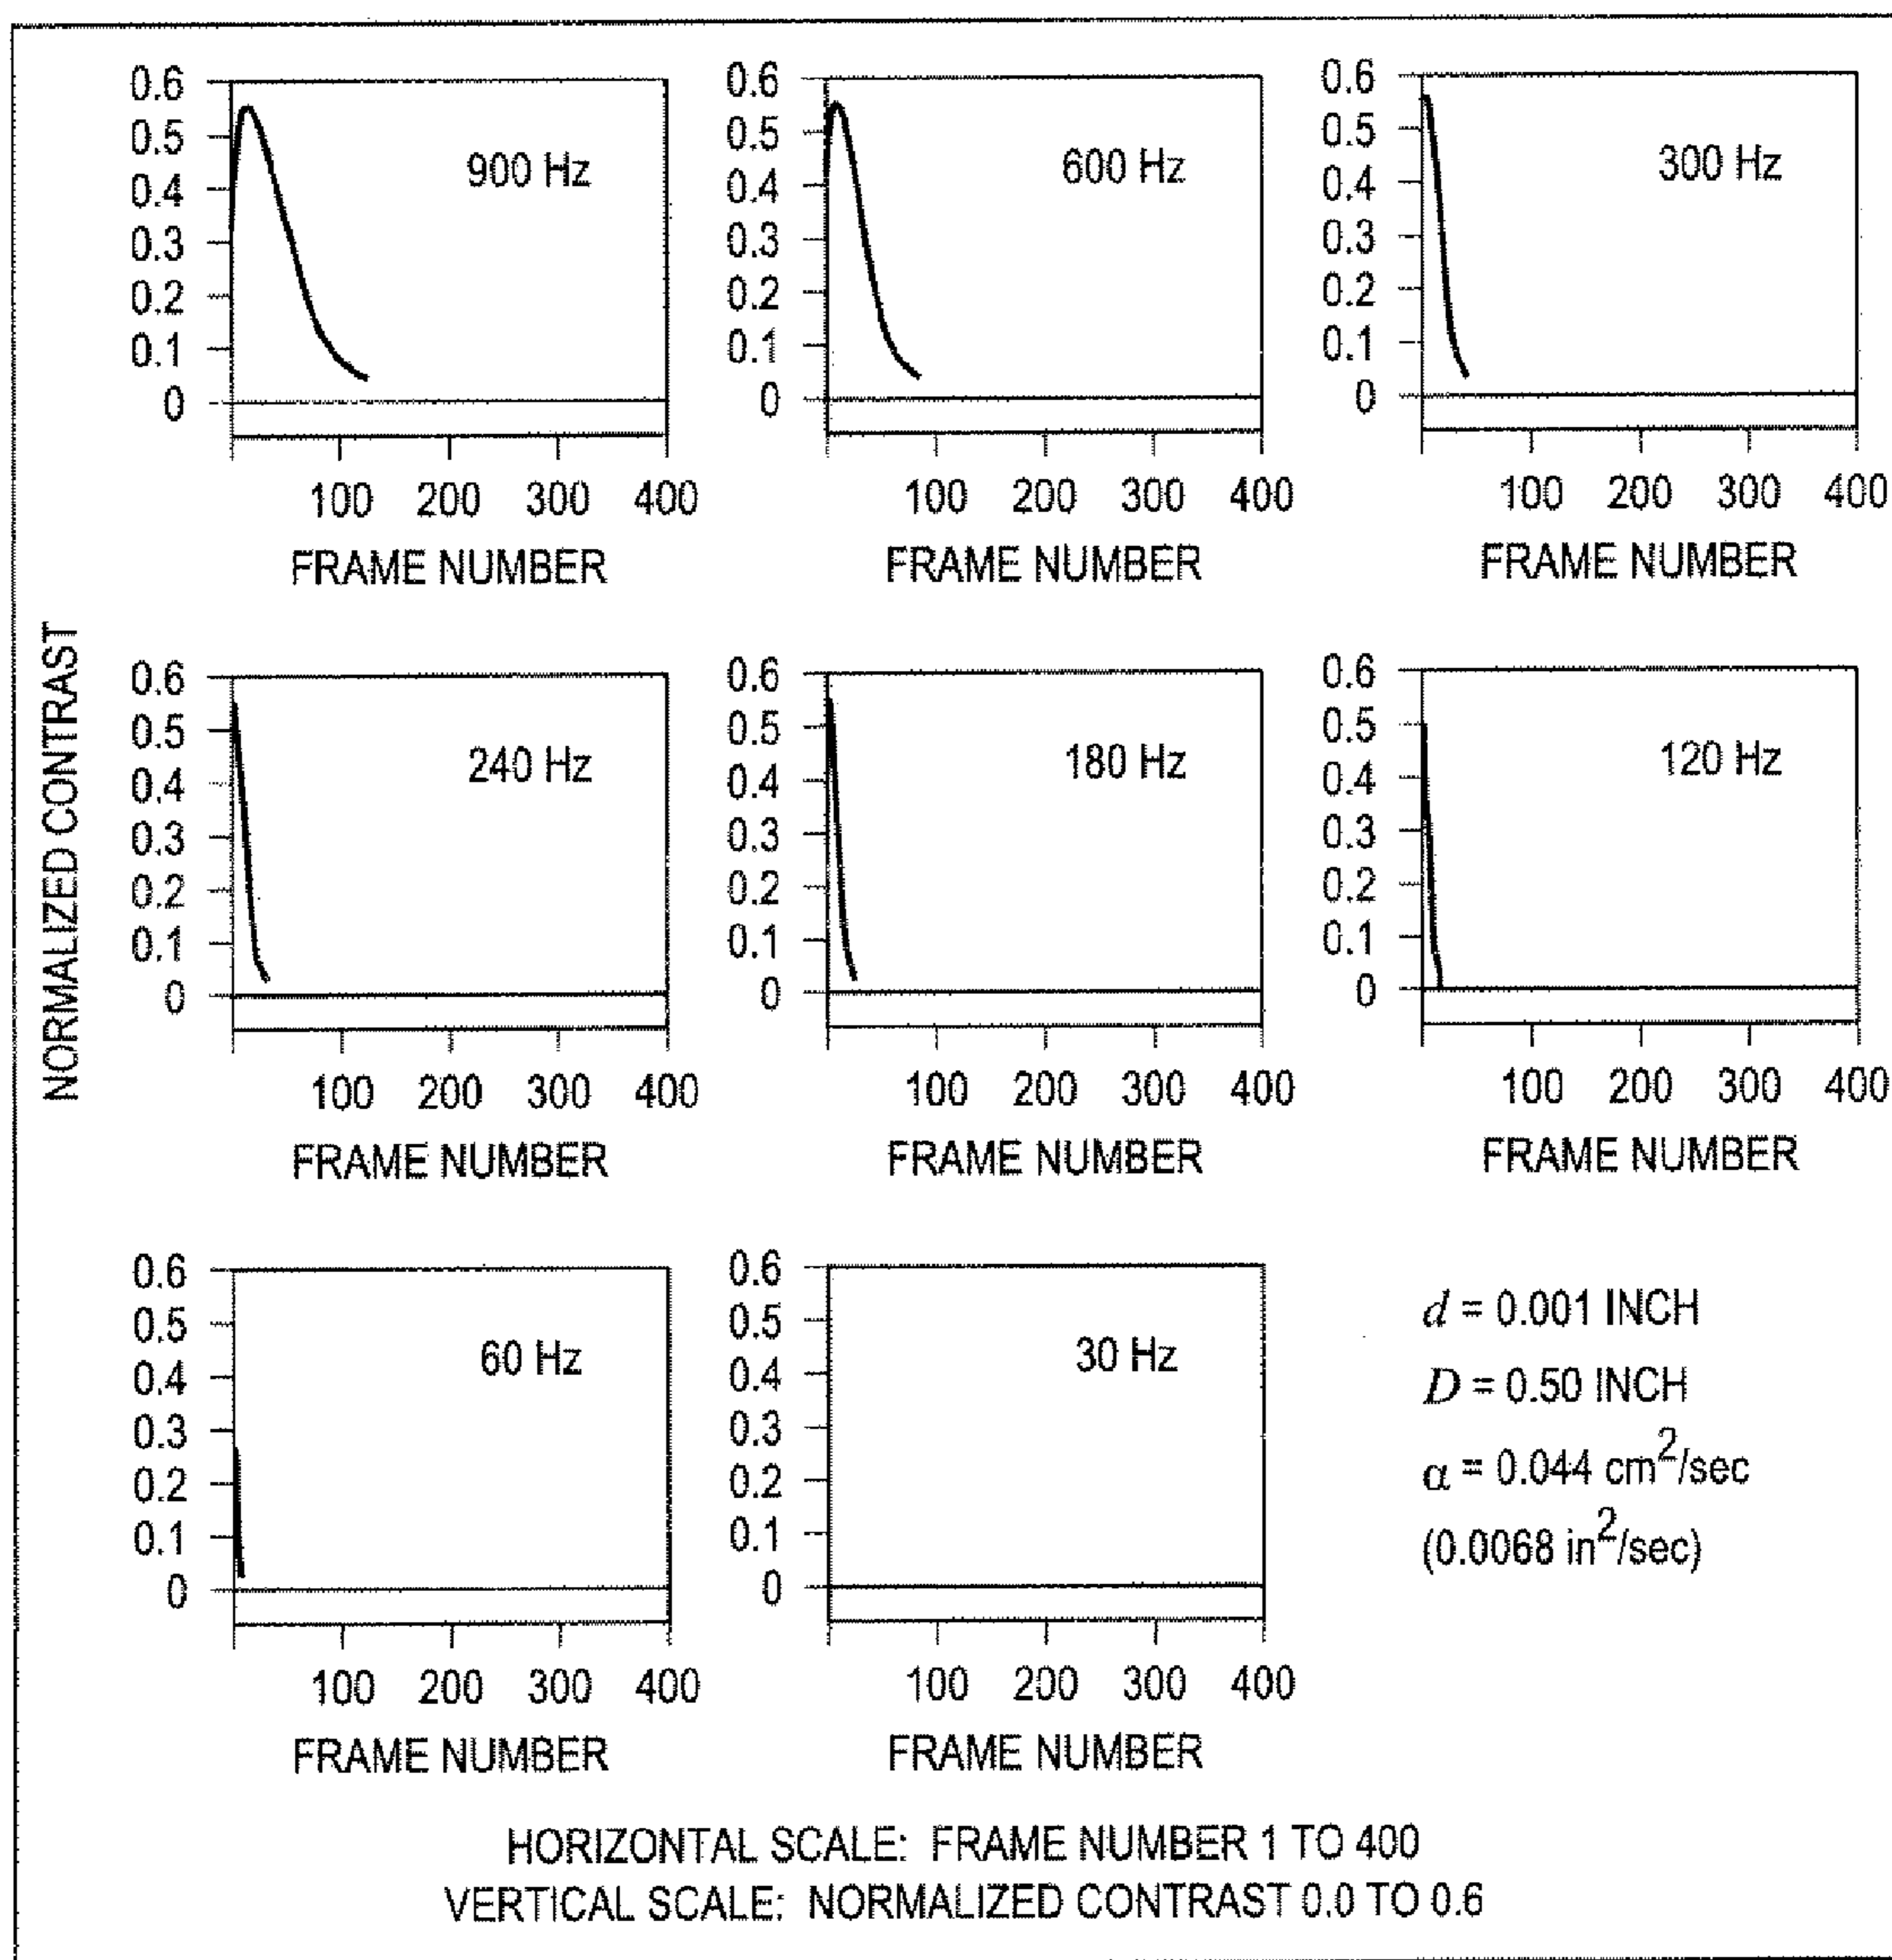 0.6
0.5
0.4
0.3
0.2
0.1
0
900 Hz
100 200 300 400
FRAME NUMBER
0.6
0.5
0.4
0.3
0.2
0.1
0
600 Hz
100 200 300 400
FRAME NUMBER
0.6
0.5
0.4
0.3
0.2
0.1
0
300 Hz
100 200 300 400
FRAME NUMBER
NORMALIZED CONTRAST
0.6
0.5
0.4
0.3
0.2
0.1
0
240 Hz
100 200 300 400
FRAME NUMBER
0.6
0.5
0.4
0.3
0.2
0.1
0
180 Hz
100 200 300 400
FRAME NUMBER
0.6
0.5
0.4
0.3
0.2
0.1
0
120 Hz
100 200 300 400
FRAME NUMBER
0.6
0.5
0.4
0.3
0.2
0.1
0
60 Hz
100 200 300 400
FRAME NUMBER
0.6
0.5
0.4
0.3
0.2
0.1
0
30 Hz
100 200 300 400
FRAME NUMBER
d = 0.001 INCH
D = 0.50 INCH
α = 0.044 cm²/sec
(0.0068 in²/sec)
HORIZONTAL SCALE: FRAME NUMBER 1 TO 400
VERTICAL SCALE: NORMALIZED CONTRAST 0.0 TO 0.6